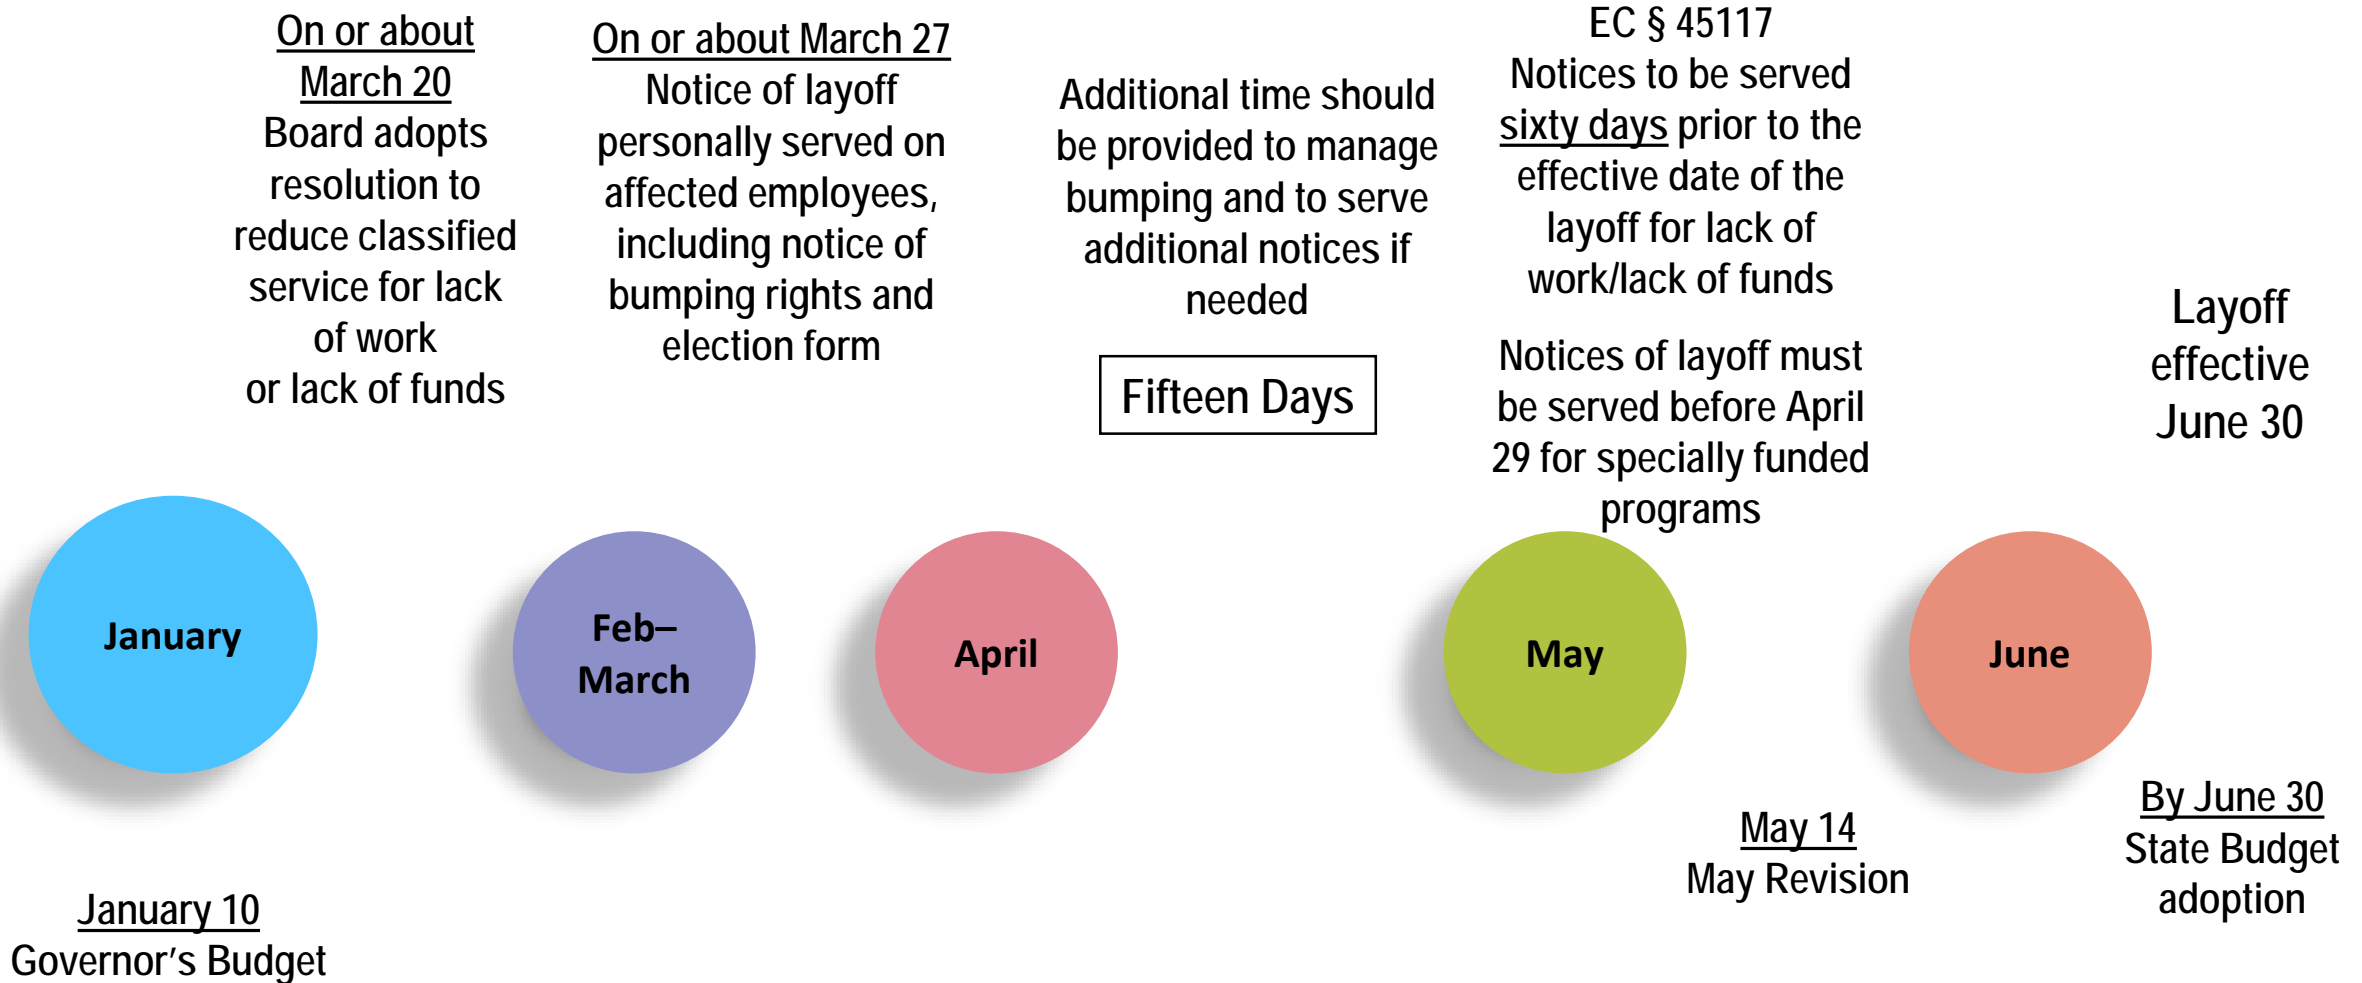 On or about
March 20
Board adopts
resolution to
reduce classified
service for lack
of work
or lack of funds
On or about March 27
Notice of layoff
personally served on
affected employees,
including notice of
bumping rights and
election form
Additional time should
be provided to manage
bumping and to serve
additional notices if
needed
Fifteen Days
EC § 45117
Notices to be served
sixty days prior to the
effective date of the
layoff for lack of
work/lack of funds
Notices of layoff must
be served before April
29 for specially funded
programs
Layoff
effective
June 30
January
Feb–
March
April
May
June
January 10
Governor’s Budget
May 14
May Revision
By June 30
State Budget
adoption